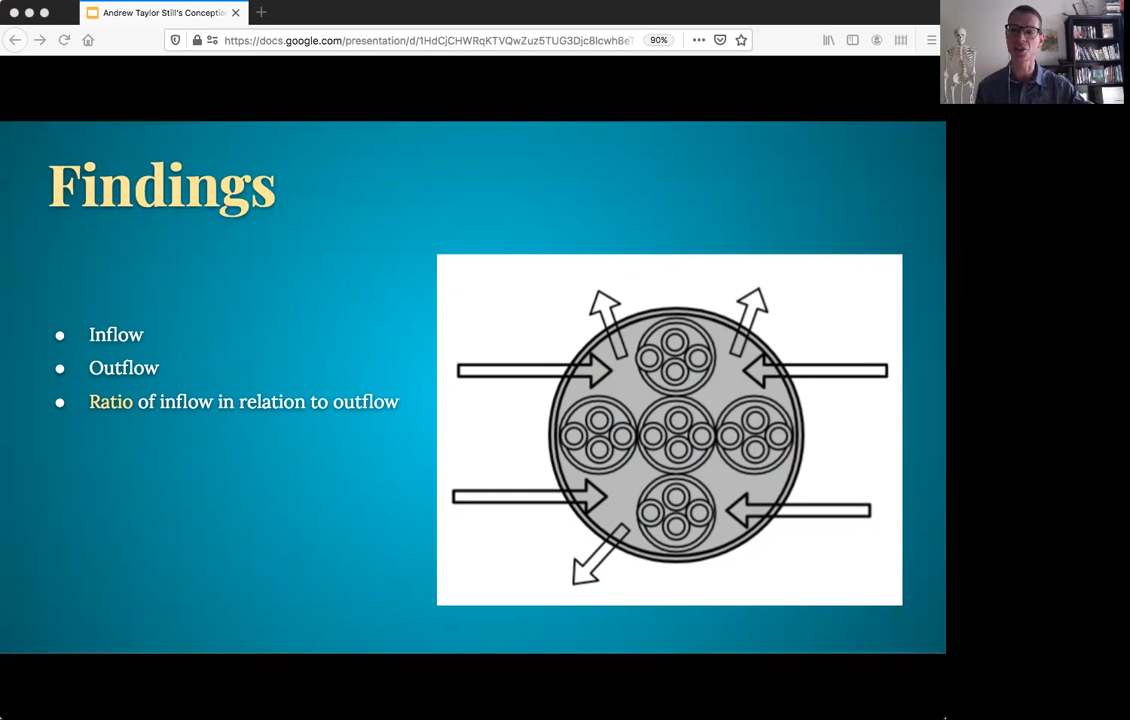 Andrew Taylor Still's Conceptio
https://docs.google.com/presentation/d/1HdCjCHWRqKTVQwZuz5TUG3Djc8lcwh8eT
90%
Findings
Inflow
Outflow
Ratio of inflow in relation to outflow